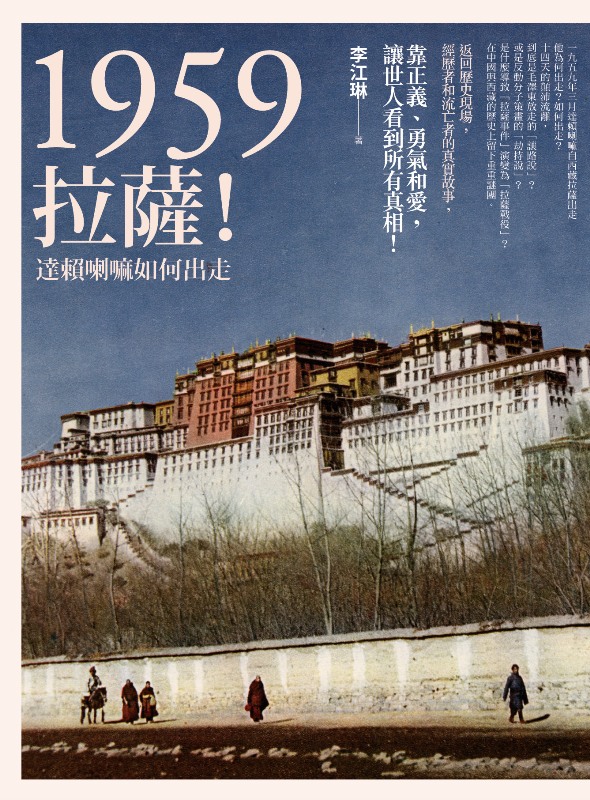 1959
拉薩！
達賴喇嘛如何出走
一九五九年三月達賴喇嘛自西藏拉薩出走
他為何出走？如何出走？
十四天的顛沛流離，
到底是毛澤東放走的「讓路說」？
或是反動分子策畫的「劫持說」？
是什麼導致「拉薩事件」演變為「拉薩戰役」？
在中國與西藏的歷史上留下重重謎團。
返回歷史現場，
經歷者和流亡者的真實故事，
靠正義、勇氣和愛，
讓世人看到所有真相！
李江琳——著